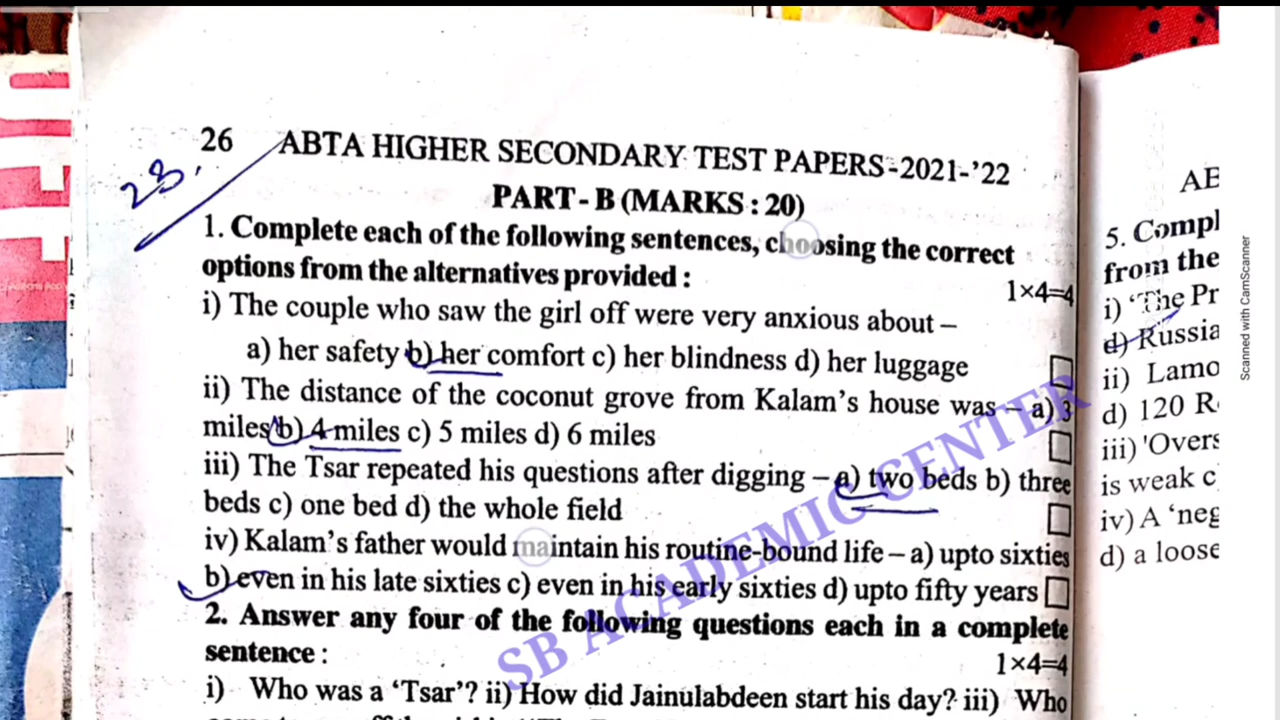 26 ABTA HIGHER SECONDARY TEST PAPERS-2021-'22
23.
PART - B (MARKS : 20)
1. Complete each of the following sentences, choosing the correct
options from the alternatives provided :
1×4=4
i) The couple who saw the girl off were very anxious about –
a) her safety b) her comfort c) her blindness d) her luggage
ii) The distance of the coconut grove from Kalam's house was – a) 3
miles b) 4 miles c) 5 miles d) 6 miles
iii) The Tsar repeated his questions after digging – a) two beds b) three
beds c) one bed d) the whole field
iv) Kalam's father would maintain his routine-bound life – a) upto sixties
b) even in his late sixties c) even in his early sixties d) upto fifty years
2. Answer any four of the following questions each in a complete
sentence :
1×4=4
i) Who was a 'Tsar'? ii) How did Jainulabdeen start his day? iii) Who
SB ACADEMIC CENTER
AB
5. Compl
from the
i) 'The Pr
d) Russia
ii) Lamo
d) 120 R
iii) 'Overs
is weak c
iv) A 'neg
d) a loose
Scanned with CamScanner